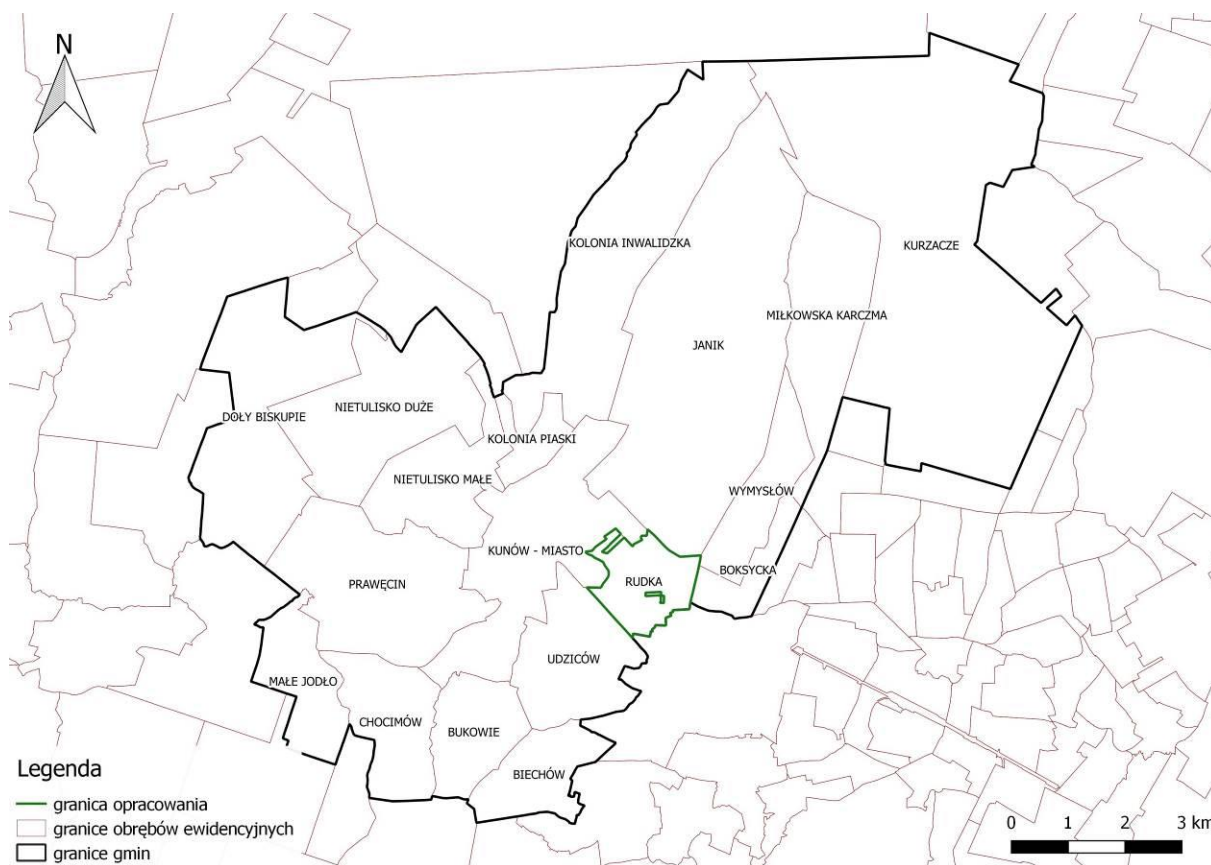 N
KOLONIA INWALIDZKA
KURZACZE
MIŁKOWSKA KARCZMA
JANIK
NIETULISKO DUŻE
DOŁY BISKUPIE
KOLONIA PIASKI
NIETULISKO MAŁE
WYMYSŁÓW
KUNÓW - MIASTO
BOKSYCKA
PRAWĘCIN
RUDKA
UDZICÓW
MAŁE JODŁO
CHOCIMÓW
BUKOWIE
BIECHÓW
Legenda
granica opracowania
granice obrębów ewidencyjnych
granice gmin
0 1 2 3 km